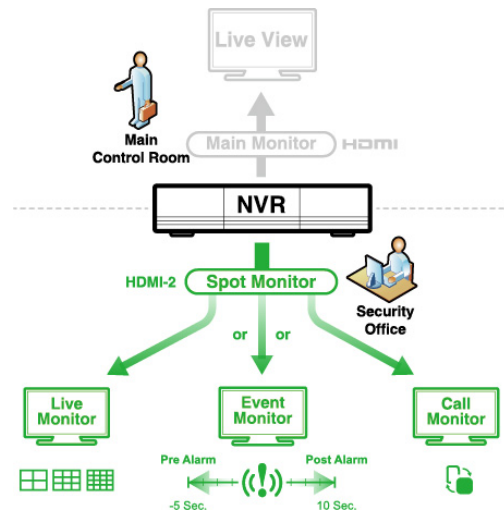 Live View
Main
Control Room
Main Monitor
HDMI
NVR
HDMI-2
Spot Monitor
Security
Office
or
or
Live
Monitor
Event
Monitor
Call
Monitor
Pre Alarm
Post Alarm
-5 Sec.
10 Sec.